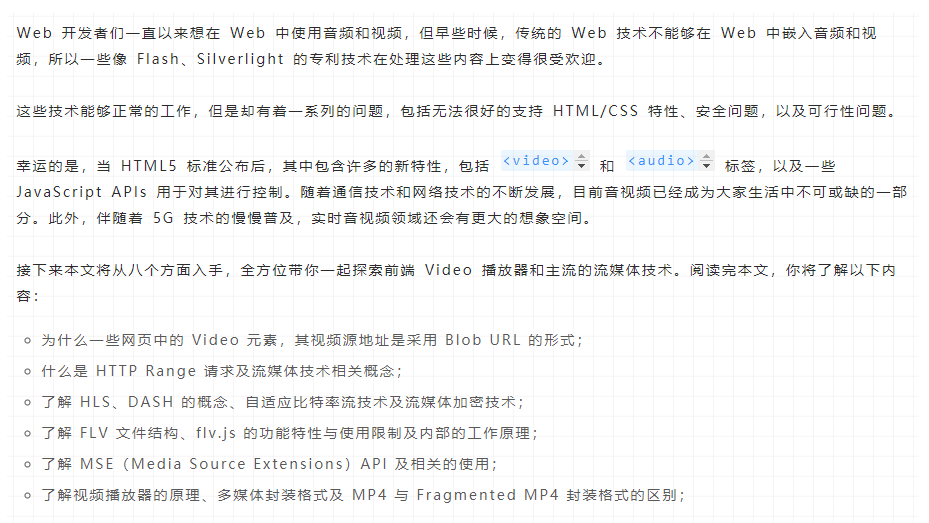 Web 开发者们一直以来想在 Web 中使用音频和视频，但早些时候，传统的 Web 技术不能够在 Web 中嵌入音频和视
频，所以一些像 Flash、Silverlight 的专利技术在处理这些内容上变得很受欢迎。
这些技术能够正常的工作，但是却有着一系列的问题，包括无法很好的支持 HTML/CSS 特性、安全问题，以及可行性问题。
幸运的是，当 HTML5 标准公布后，其中包含许多的新特性，包括 <video> 和 <audio> 标签，以及一些
JavaScript APIs 用于对其进行控制。随着通信技术和网络技术的不断发展，目前音视频已经成为大家生活中不可或缺的一部
分。此外，伴随着 5G 技术的慢慢普及，实时音视频领域还会有更大的想象空间。
接下来本文将从八个方面入手，全方位带你一起探索前端 Video 播放器和主流的流媒体技术。阅读完本文，你将了解以下内
容：
为什么一些网页中的 Video 元素，其视频源地址是采用 Blob URL 的形式；
什么是 HTTP Range 请求及流媒体技术相关概念；
了解 HLS、DASH 的概念、自适应比特率流技术及流媒体加密技术；
了解 FLV 文件结构、flv.js 的功能特性与使用限制及内部的工作原理；
了解 MSE（Media Source Extensions）API 及相关的使用；
了解视频播放器的原理、多媒体封装格式及 MP4 与 Fragmented MP4 封装格式的区别；